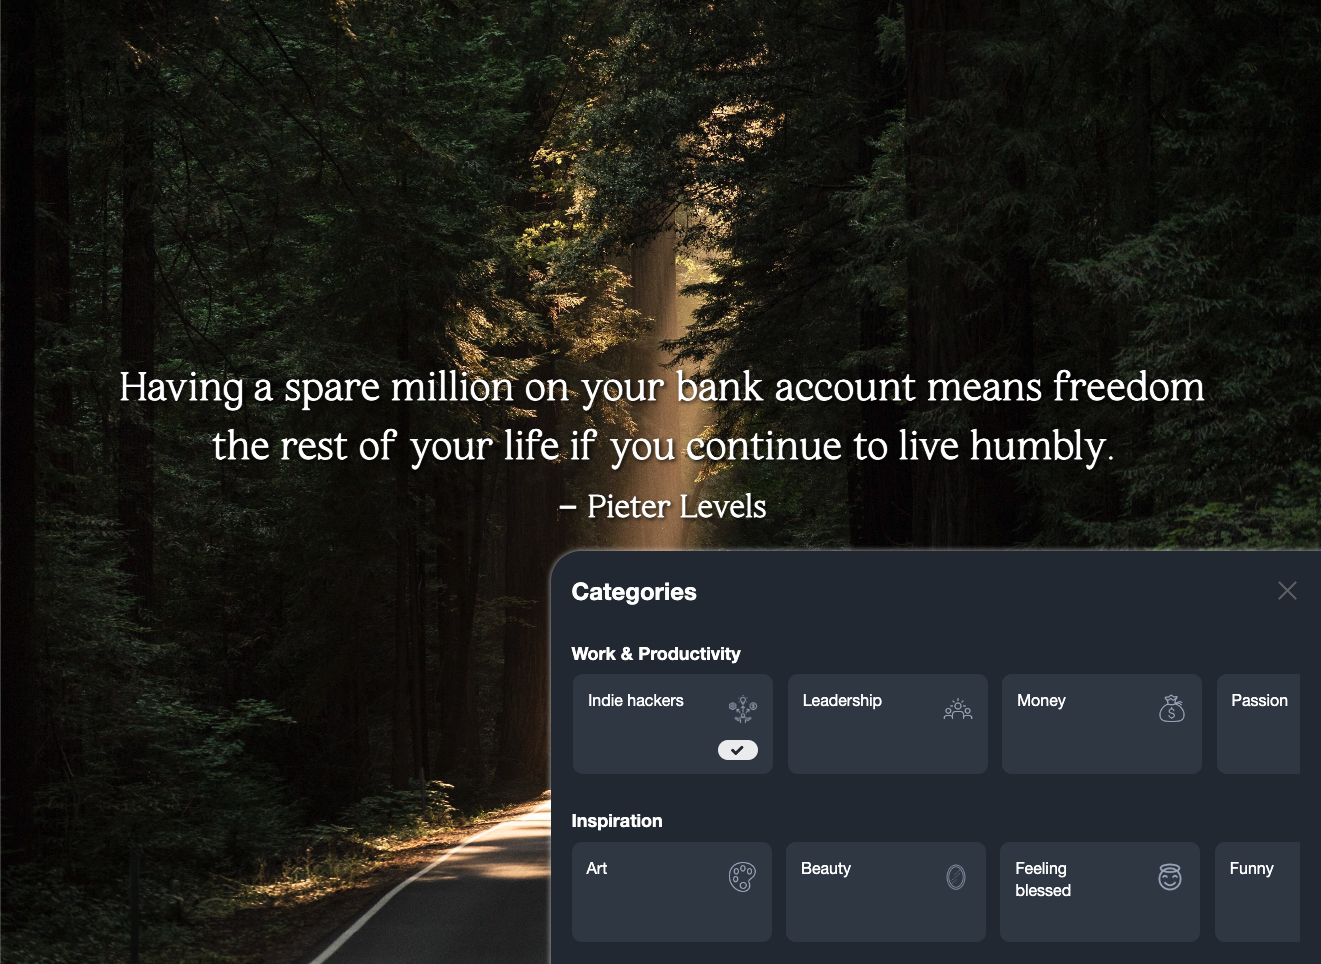 Having a spare million on your bank account means freedom
the rest of your life if you continue to live humbly.
– Pieter Levels
Categories
Work & Productivity
Indie hackers
Leadership
Money
Passion
Inspiration
Art
Beauty
Feeling
blessed
Funny